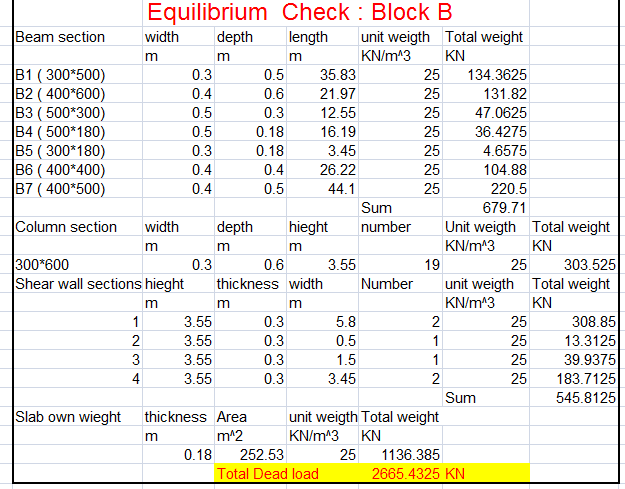 Equilibrium Check : Block B
Beam section width depth length unit weigth Total weight
m m m KN/m^3 KN
B1 ( 300*500) 0.3 0.5 35.83 25 134.3625
B2 ( 400*600) 0.4 0.6 21.97 25 131.82
B3 ( 500*300) 0.5 0.3 12.55 25 47.0625
B4 ( 500*180) 0.5 0.18 16.19 25 36.4275
B5 ( 300*180) 0.3 0.18 3.45 25 4.6575
B6 ( 400*400) 0.4 0.4 26.22 25 104.88
B7 ( 400*500) 0.4 0.5 44.1 25 220.5
Sum 679.71
Column section width depth hieght number Unit weigth Total weight
m m m KN/m^3 KN
300*600 0.3 0.6 3.55 19 25 303.525
Shear wall sections hieght thickness width Number unit weigth Total weight
m m m KN/m^3 KN
1 3.55 0.3 5.8 2 25 308.85
2 3.55 0.3 0.5 1 25 13.3125
3 3.55 0.3 1.5 1 25 39.9375
4 3.55 0.3 3.45 2 25 183.7125
Sum 545.8125
Slab own wieght thickness Area unit weigth Total weight
m m^2 KN/m^3 KN
0.18 252.53 25 1136.385
Total Dead load 2665.4325 KN